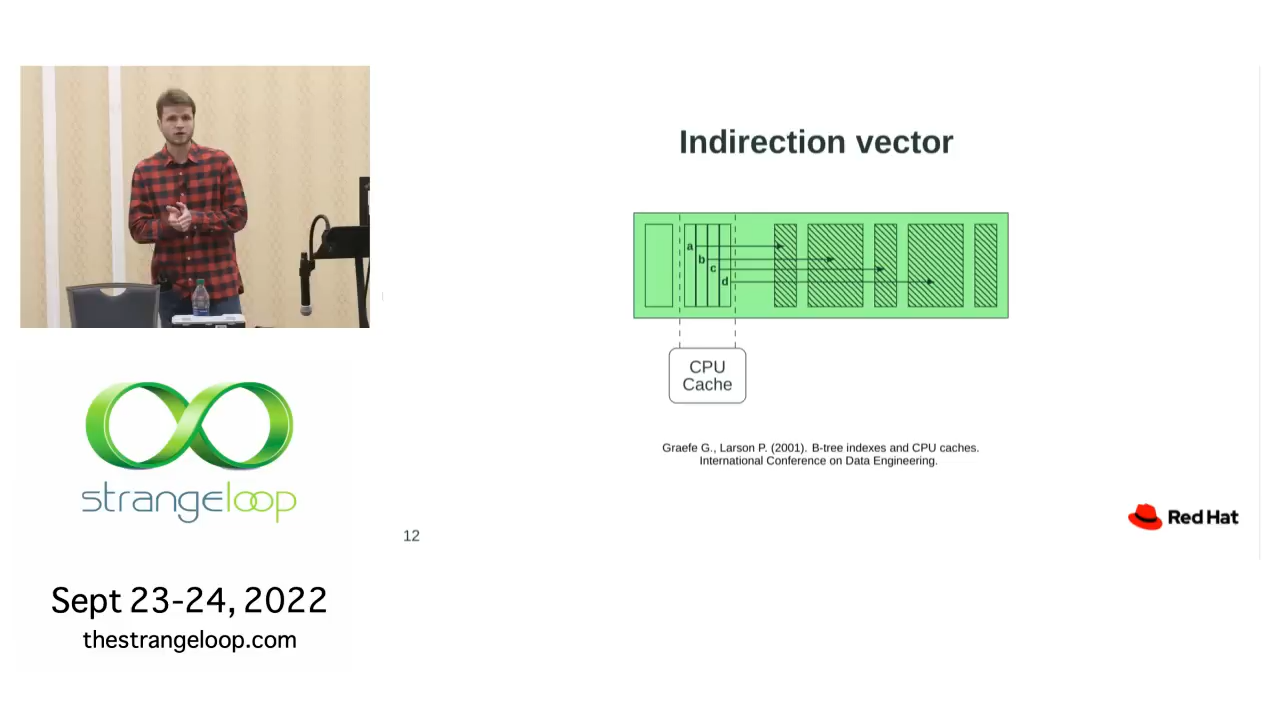 Indirection vector
a
b
c
d
CPU
Cache
Graefe G., Larson P. (2001). B-tree indexes and CPU caches.
International Conference on Data Engineering.
Red Hat
12
strangeloop
Sept 23-24, 2022
thestrangeloop.com